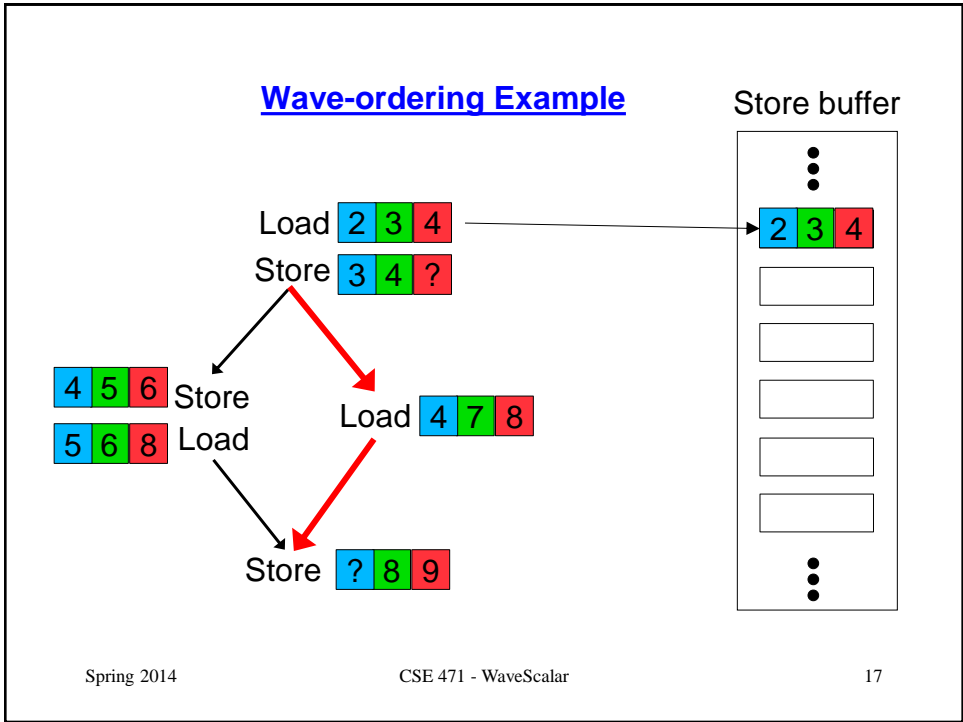 Wave-ordering Example
Store buffer
Load 2 3 4
2 3 4
Store 3 4 ?
4 5 6 Store
Load 4 7 8
5 6 8 Load
Store ? 8 9
Spring 2014
CSE 471 - WaveScalar
17